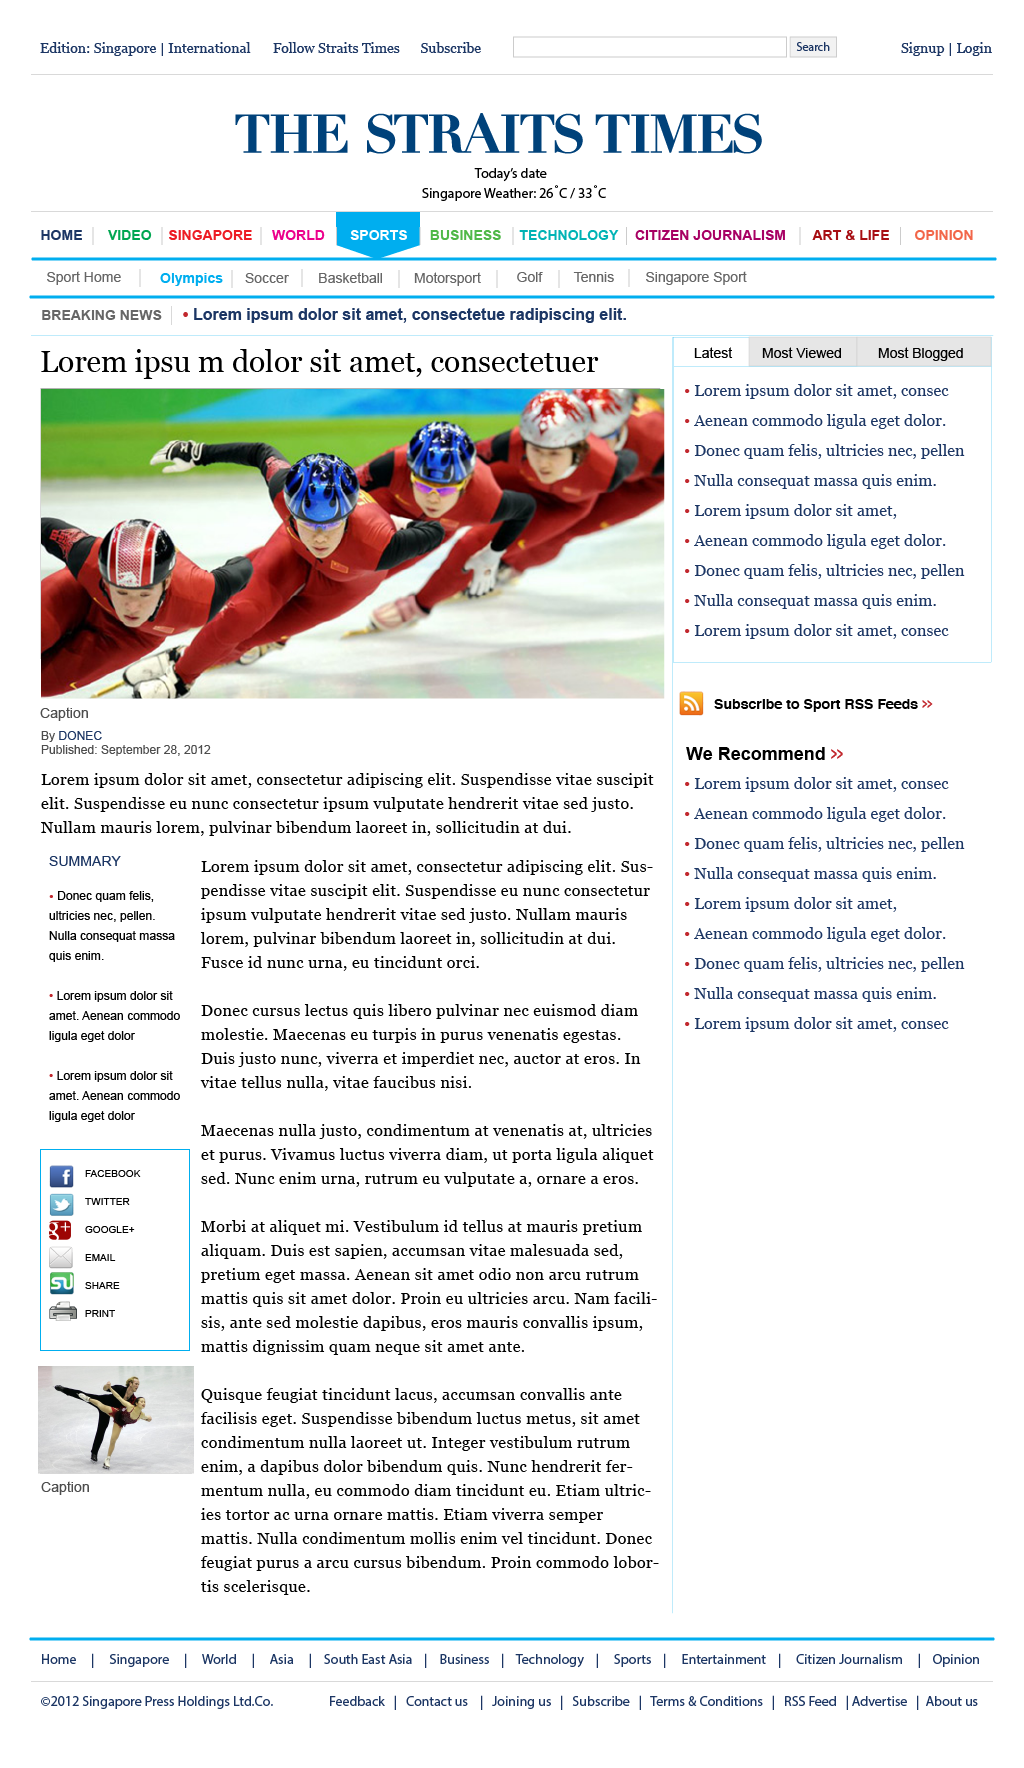 Edition: Singapore | International Follow Straits Times Subscribe Search Signup | Login
THE STRAITS TIMES
Today's date
Singapore Weather: 26˚C / 33˚C
HOME VIDEO SINGAPORE WORLD SPORTS BUSINESS TECHNOLOGY CITIZEN JOURNALISM ART & LIFE OPINION
Sport Home Olympics Soccer Basketball Motorsport Golf Tennis Singapore Sport
BREAKING NEWS • Lorem ipsum dolor sit amet, consectetue radipiscing elit.
Lorem ipsu m dolor sit amet, consectetuer
Caption
By DONEC
Published: September 28, 2012
Lorem ipsum dolor sit amet, consectetur adipiscing elit. Suspendisse vitae suscipit
elit. Suspendisse eu nunc consectetur ipsum vulputate hendrerit vitae sed justo.
Nullam mauris lorem, pulvinar bibendum laoreet in, sollicitudin at dui.
SUMMARY
• Donec quam felis,
ultricies nec, pellen.
Nulla consequat massa
quis enim.
• Lorem ipsum dolor sit
amet. Aenean commodo
ligula eget dolor
• Lorem ipsum dolor sit
amet. Aenean commodo
ligula eget dolor
FACEBOOK
TWITTER
GOOGLE+
EMAIL
SHARE
PRINT
Caption
Lorem ipsum dolor sit amet, consectetur adipiscing elit. Sus-
pendisse vitae suscipit elit. Suspendisse eu nunc consectetur
ipsum vulputate hendrerit vitae sed justo. Nullam mauris
lorem, pulvinar bibendum laoreet in, sollicitudin at dui.
Fusce id nunc urna, eu tincidunt orci.
Donec cursus lectus quis libero pulvinar nec euismod diam
molestie. Maecenas eu turpis in purus venenatis egestas.
Duis justo nunc, viverra et imperdiet nec, auctor at eros. In
vitae tellus nulla, vitae faucibus nisi.
Maecenas nulla justo, condimentum at venenatis at, ultricies
et purus. Vivamus luctus viverra diam, ut porta ligula aliquet
sed. Nunc enim urna, rutrum eu vulputate a, ornare a eros.
Morbi at aliquet mi. Vestibulum id tellus at mauris pretium
aliquam. Duis est sapien, accumsan vitae malesuada sed,
pretium eget massa. Aenean sit amet odio non arcu rutrum
mattis quis sit amet dolor. Proin eu ultricies arcu. Nam facili-
sis, ante sed molestie dapibus, eros mauris convallis ipsum,
mattis dignissim quam neque sit amet ante.
Quisque feugiat tincidunt lacus, accumsan convallis ante
facilisis eget. Suspendisse bibendum luctus metus, sit amet
condimentum nulla laoreet ut. Integer vestibulum rutrum
enim, a dapibus dolor bibendum quis. Nunc hendrerit fer-
mentum nulla, eu commodo diam tincidunt eu. Etiam ultric-
ies tortor ac urna ornare mattis. Etiam viverra semper
mattis. Nulla condimentum mollis enim vel tincidunt. Donec
feugiat purus a arcu cursus bibendum. Proin commodo lobor-
tis scelerisque.
Latest Most Viewed Most Blogged
• Lorem ipsum dolor sit amet, consec
• Aenean commodo ligula eget dolor.
• Donec quam felis, ultricies nec, pellen
• Nulla consequat massa quis enim.
• Lorem ipsum dolor sit amet,
• Aenean commodo ligula eget dolor.
• Donec quam felis, ultricies nec, pellen
• Nulla consequat massa quis enim.
• Lorem ipsum dolor sit amet, consec
Subscribe to Sport RSS Feeds »
We Recommend »
• Lorem ipsum dolor sit amet, consec
• Aenean commodo ligula eget dolor.
• Donec quam felis, ultricies nec, pellen
• Nulla consequat massa quis enim.
• Lorem ipsum dolor sit amet,
• Aenean commodo ligula eget dolor.
• Donec quam felis, ultricies nec, pellen
• Nulla consequat massa quis enim.
• Lorem ipsum dolor sit amet, consec
Home | Singapore | World | Asia | South East Asia | Business | Technology | Sports | Entertainment | Citizen Journalism | Opinion
©2012 Singapore Press Holdings Ltd.Co. Feedback | Contact us | Joining us | Subscribe | Terms & Conditions | RSS Feed | Advertise | About us